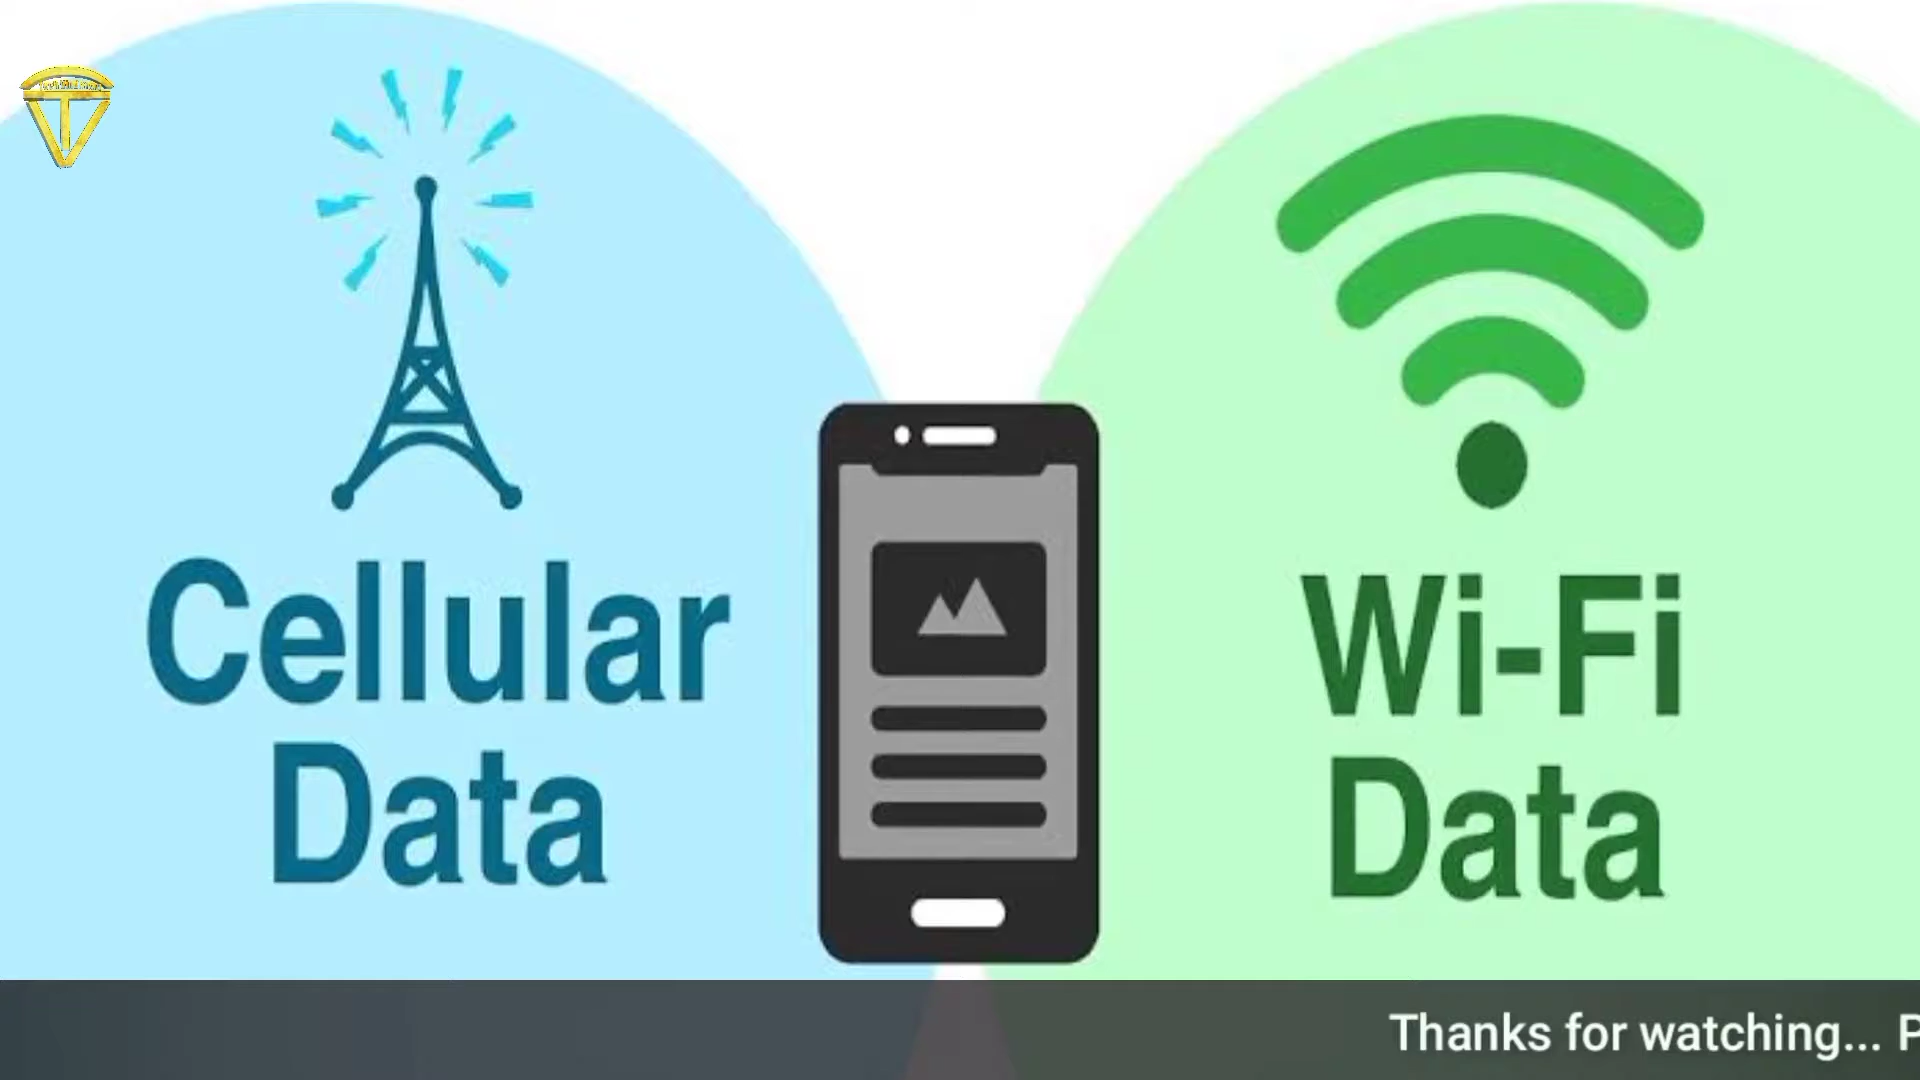 Cellular
Data
Wi-Fi
Data
Thanks for watching... P